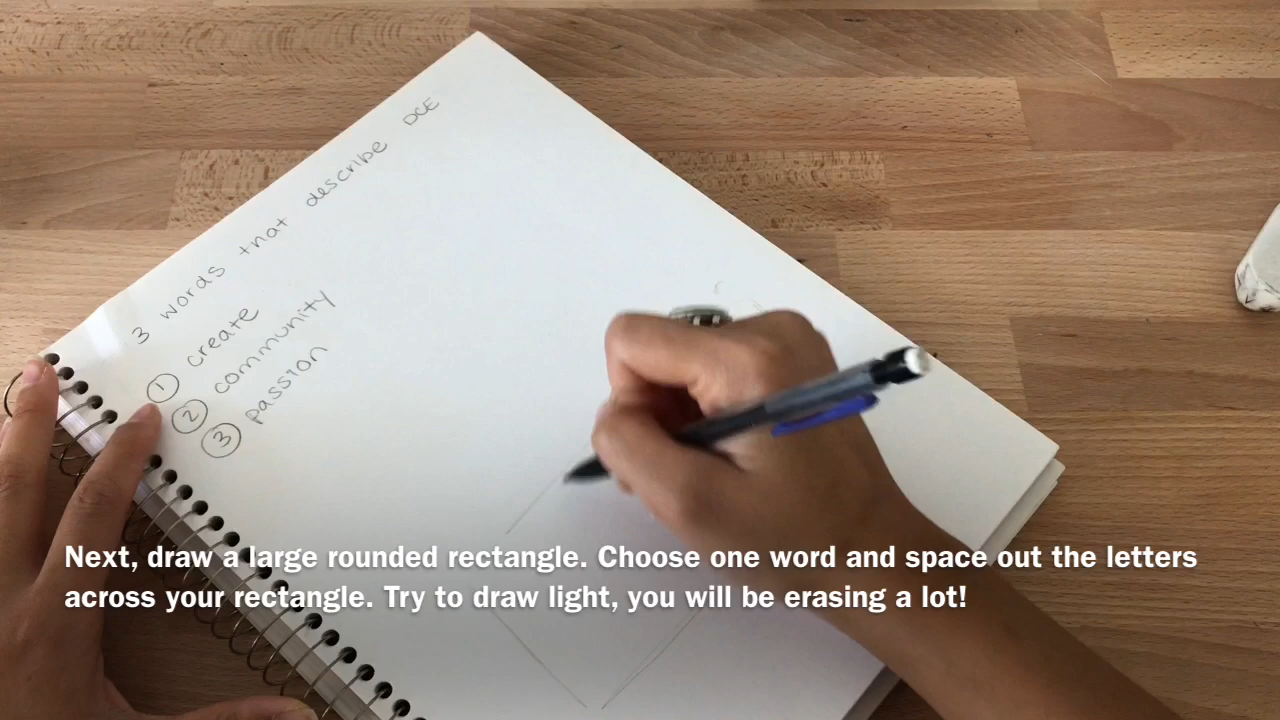 3 words that describe DCE
① create
② community
③ passion
Next, draw a large rounded rectangle. Choose one word and space out the letters
across your rectangle. Try to draw light, you will be erasing a lot!